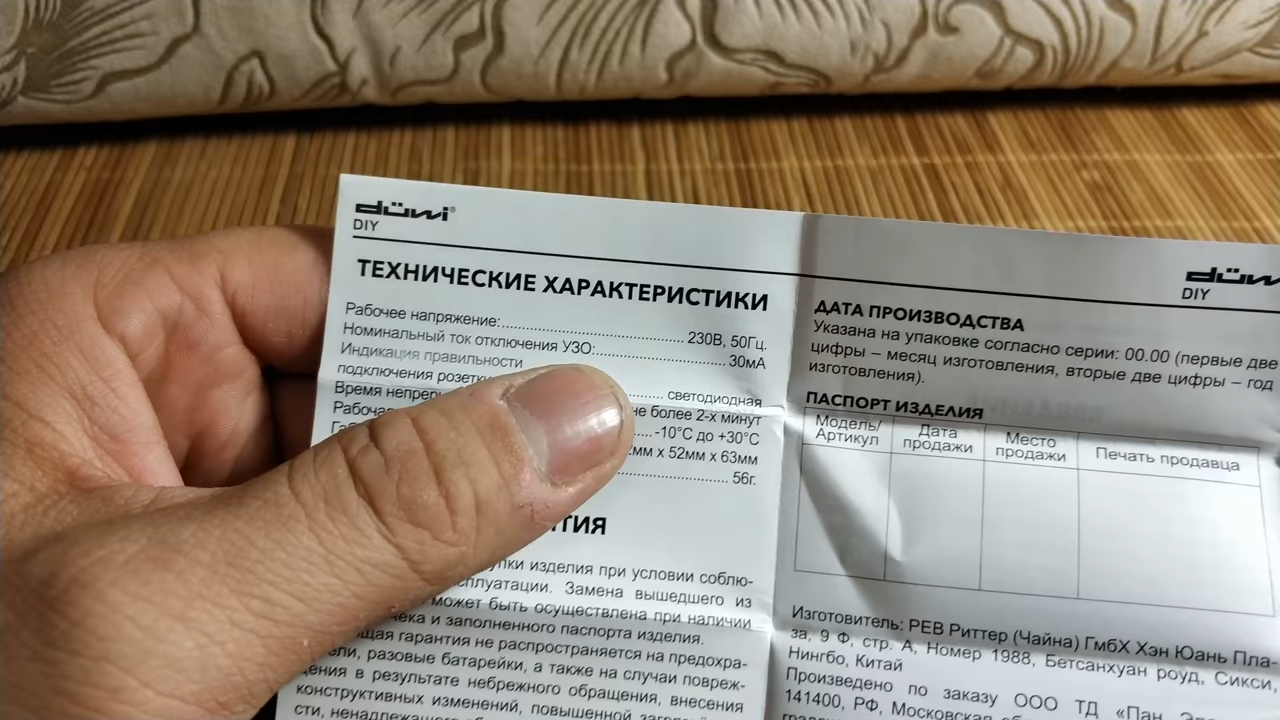 düwi®
DIY
ТЕХНИЧЕСКИЕ ХАРАКТЕРИСТИКИ
Рабочее напряжение:.......................................... 230В, 50Гц.
Номинальный ток отключения УЗО:............................. 30мА
Индикация правильности
подключения розетк ........ светодиодная
Время непрер не более 2-х минут
Рабочая .....-10°C до +30°C
мм х 52мм х 63мм
........................ 56г.
ТИЯ
изделия при условии соблю-
Замена вышедшего из
может быть осуществлена при наличии
чека и заполненного паспорта изделия.
гарантия не распространяется на предохра-
разовые батарейки, а также на случаи повреж-
дения в результате небрежного обращения, внесения
конструктивных изменений, повышенной
сти, ненадлежащего
düwi
DIY
ДАТА ПРОИЗВОДСТВА
Указана на упаковке согласно серии: 00.00 (первые две
цифры – месяц изготовления, вторые две цифры – год
изготовления).
ПАСПОРТ ИЗДЕЛИЯ
Модель/ Дата Место Печать продавца
Артикул продажи продажи
Изготовитель: РЕВ Риттер (Чайна) ГмбХ Хэн Юань Пла-
за, 9 Ф, стр. А, Номер 1988, Бетсанхуан роуд, Сикси,
Нингбо, Китай
Произведено по заказу ООО ТД «Пан
141400, РФ, Московская